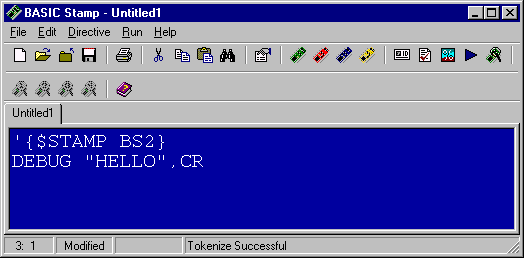 BASIC Stamp - Untitled1
File Edit Directive Run Help
Untitled1
'{$STAMP BS2}
DEBUG "HELLO",CR
3: 1 Modified Tokenize Successful